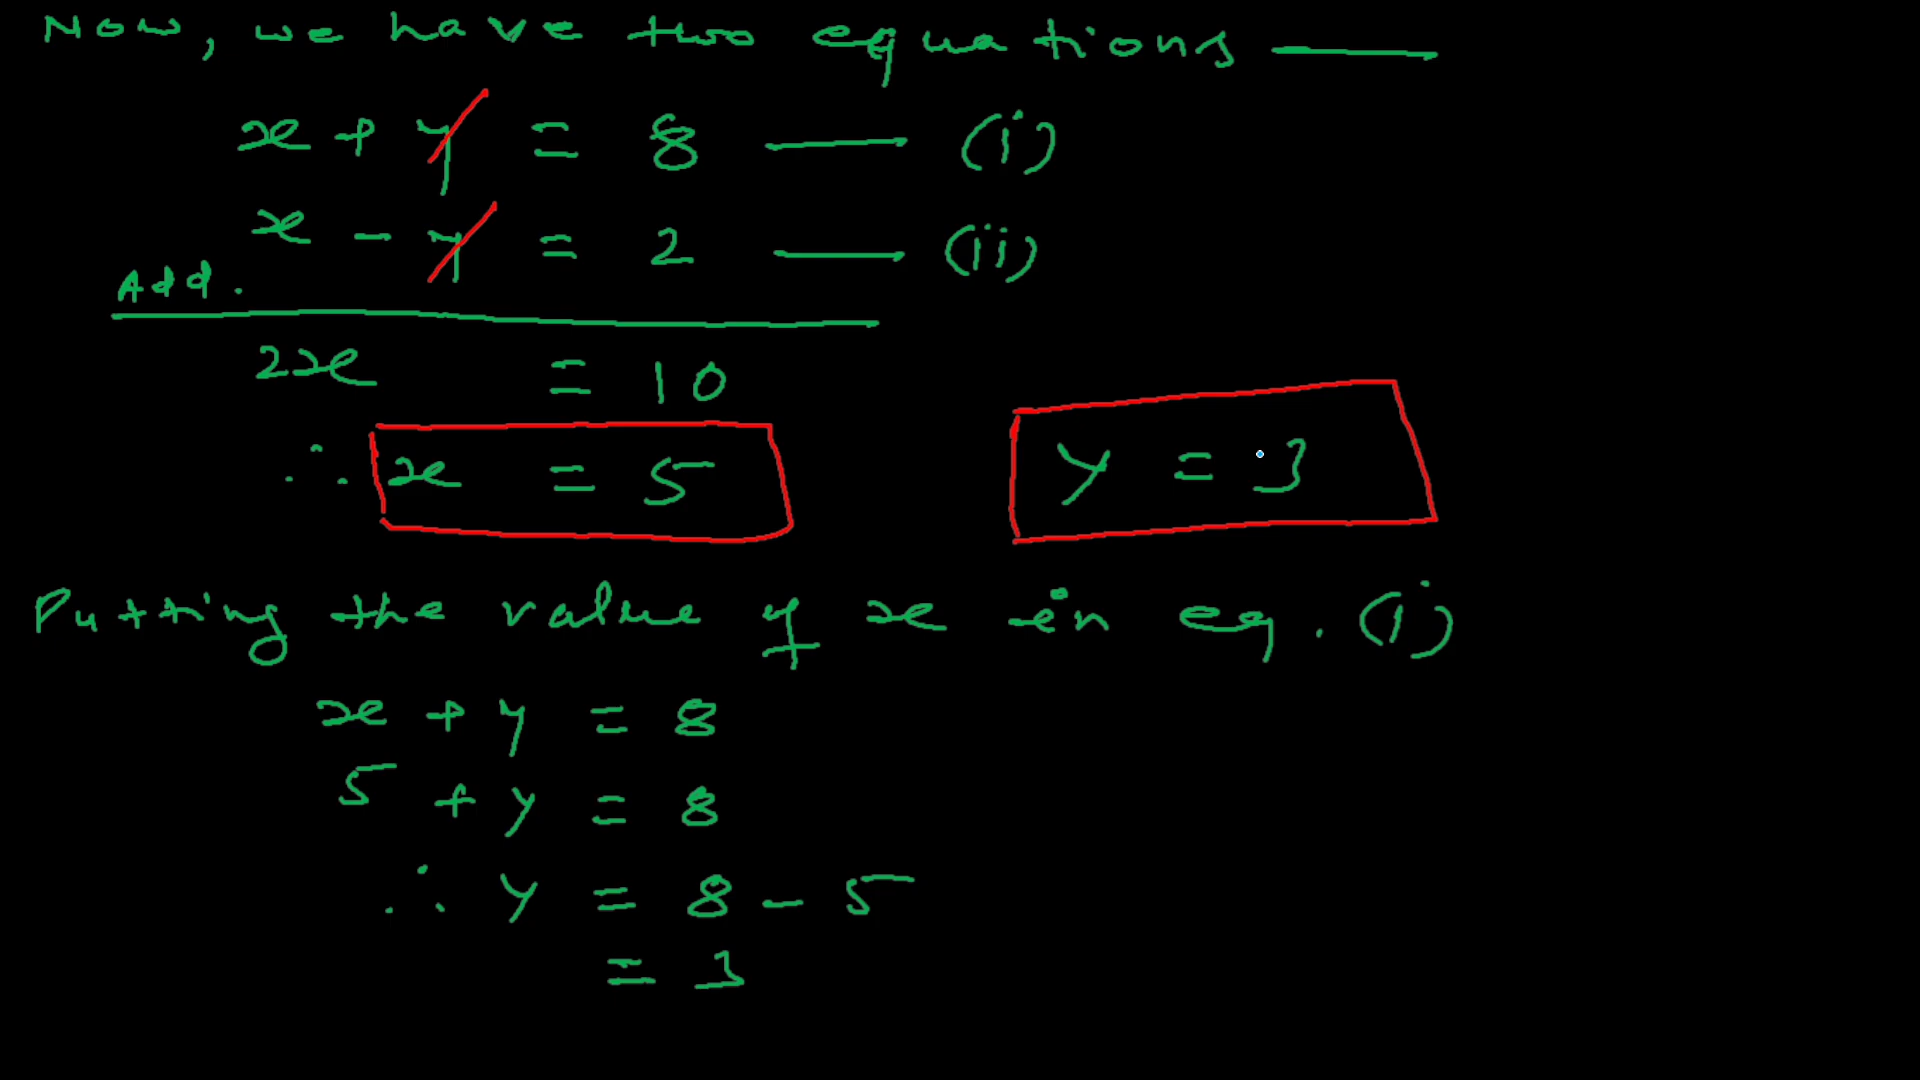 Now, we have two equations —
x + y = 8 — (i)
x - y = 2 — (ii)
Add.
2x = 10
∴ x = 5
y = 3
Putting the value of x in eq. (i)
x + y = 8
5 + y = 8
∴ y = 8 - 5
= 3